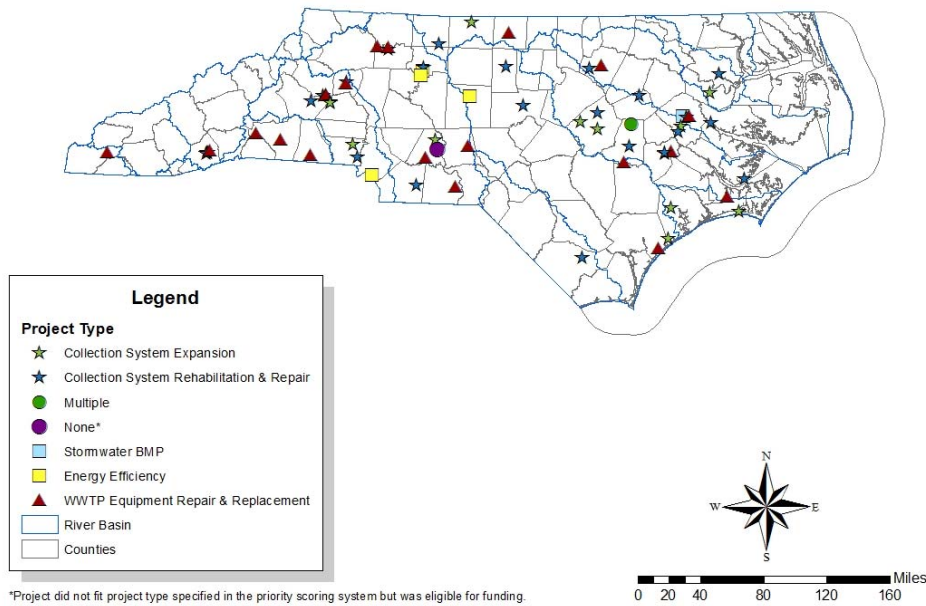 Legend
Project Type
Collection System Expansion
Collection System Rehabilitation & Repair
Multiple
None*
Stormwater BMP
Energy Efficiency
WWTP Equipment Repair & Replacement
River Basin
Counties
N
W E
S
Miles
0 20 40 80 120 160
*Project did not fit project type specified in the priority scoring system but was eligible for funding.